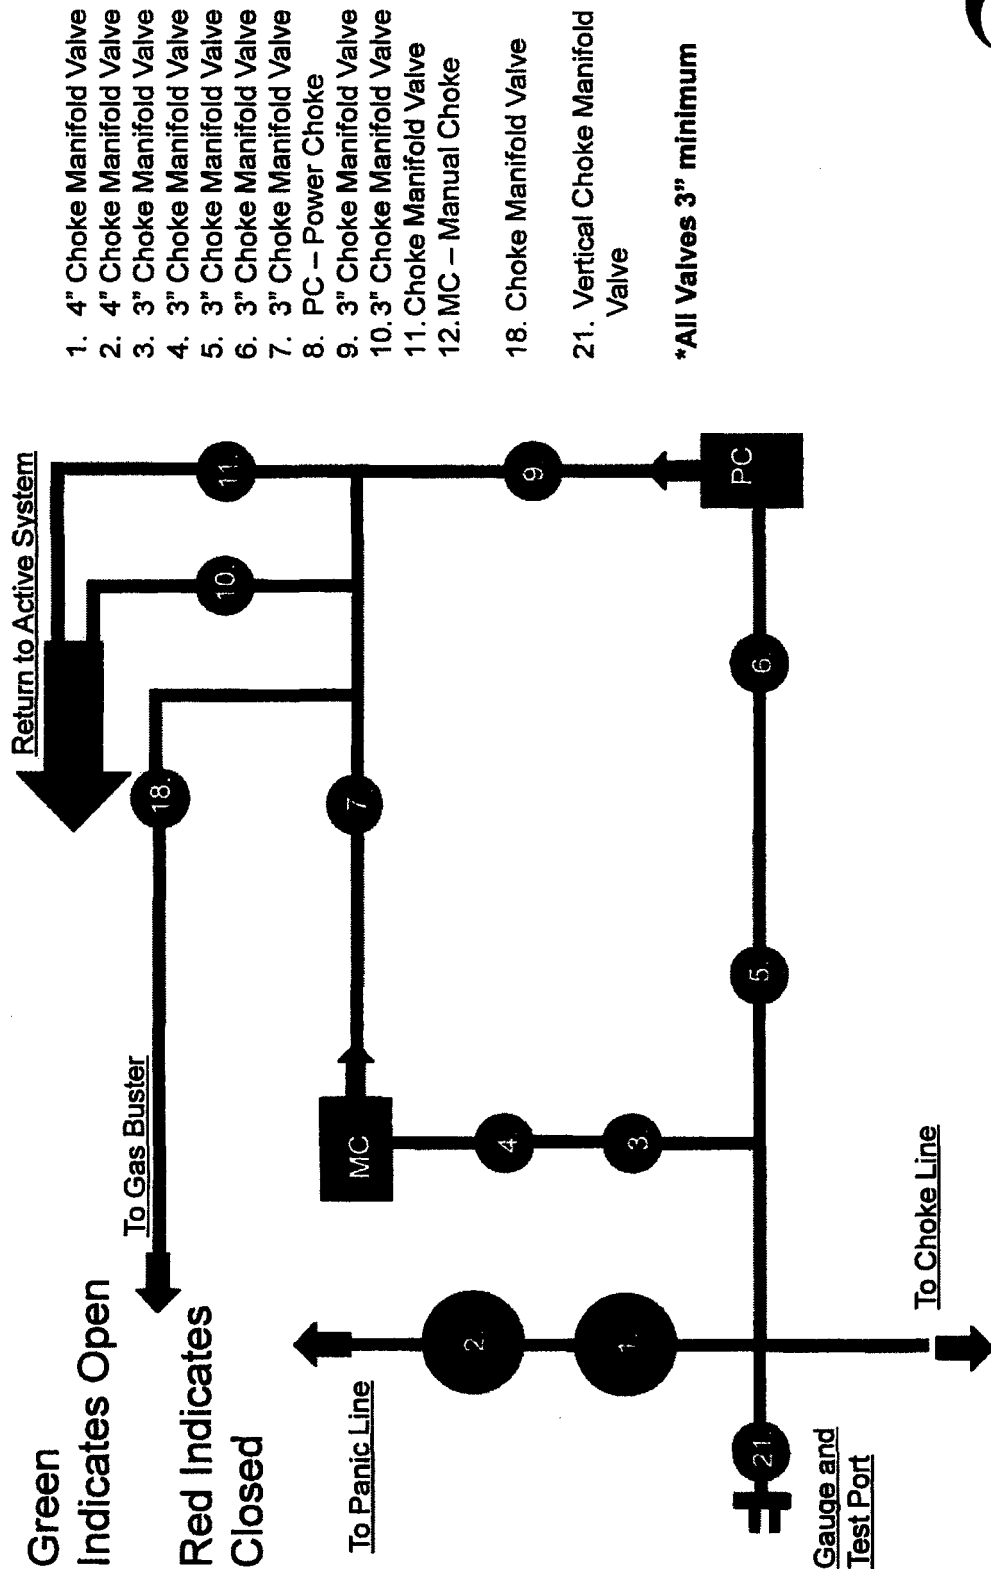 Green
Indicates Open
Red Indicates
Closed
To Gas Buster
Return to Active System
To Panic Line
To Choke Line
Gauge and
Test Port
MC
PC
1.
2.
3.
4.
5.
6.
7
9.
10.
11.
18.
21.
1. 4" Choke Manifold Valve
2. 4" Choke Manifold Valve
3. 3" Choke Manifold Valve
4. 3" Choke Manifold Valve
5. 3" Choke Manifold Valve
6. 3" Choke Manifold Valve
7. 3" Choke Manifold Valve
8. PC – Power Choke
9. 3" Choke Manifold Valve
10. 3" Choke Manifold Valve
11. Choke Manifold Valve
12. MC – Manual Choke
18. Choke Manifold Valve
21. Vertical Choke Manifold
Valve
*All Valves 3" minimum